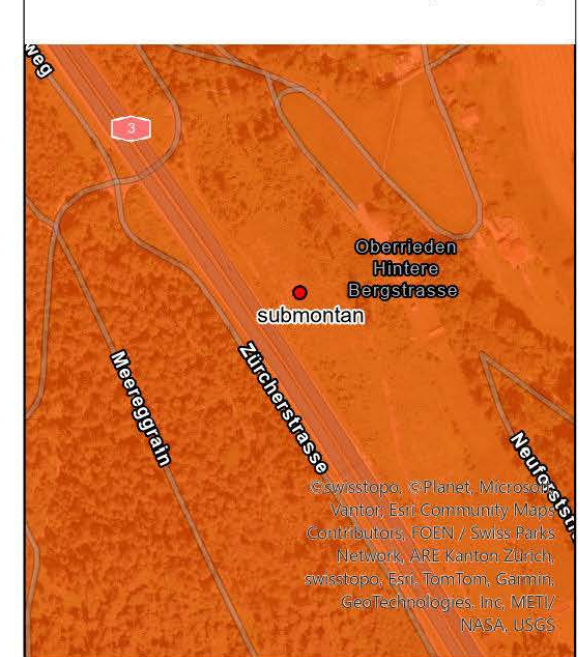 weg
3
Oberrieden
Hintere
Bergstrasse
submontan
Zürcherstrasse
Meereggrain
©swisstopo, ©Planet, Microsoft,
Vantor, Esri Community Maps
Contributors, FOEN / Swiss Parks
Network, ARE Kanton Zürich,
swisstopo, Esri, TomTom, Garmin,
GeoTechnologies, Inc, METI/
NASA, USGS